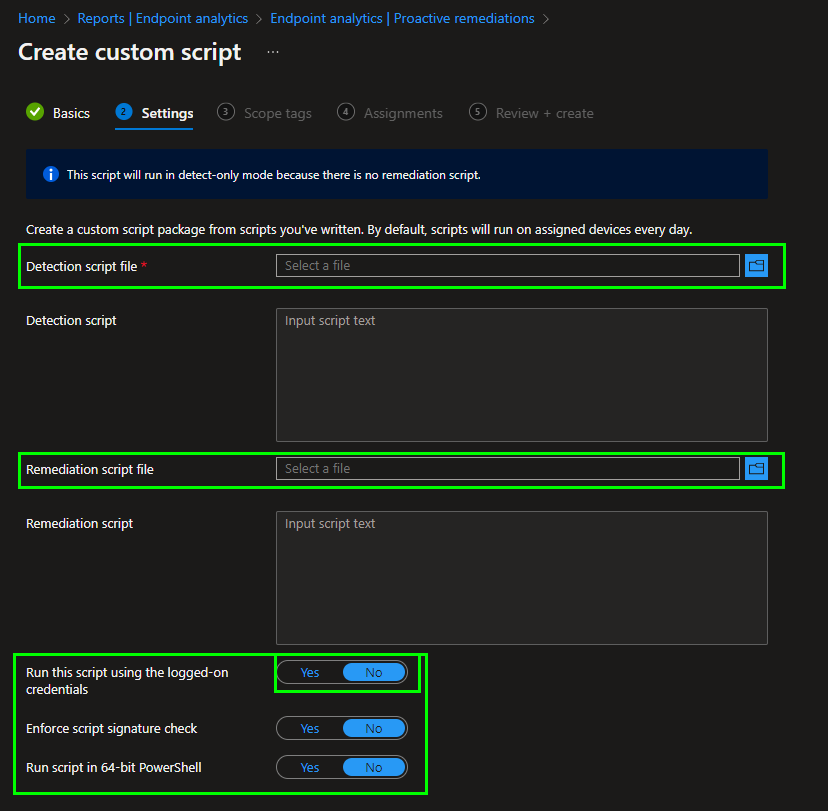 Home > Reports | Endpoint analytics > Endpoint analytics | Proactive remediations >
Create custom script ...
Basics 2 Settings 3 Scope tags 4 Assignments 5 Review + create
This script will run in detect-only mode because there is no remediation script.
Create a custom script package from scripts you've written. By default, scripts will run on assigned devices every day.
Detection script file * Select a file
Detection script Input script text
Remediation script file Select a file
Remediation script Input script text
Run this script using the logged-on Yes No
credentials
Enforce script signature check Yes No
Run script in 64-bit PowerShell Yes No